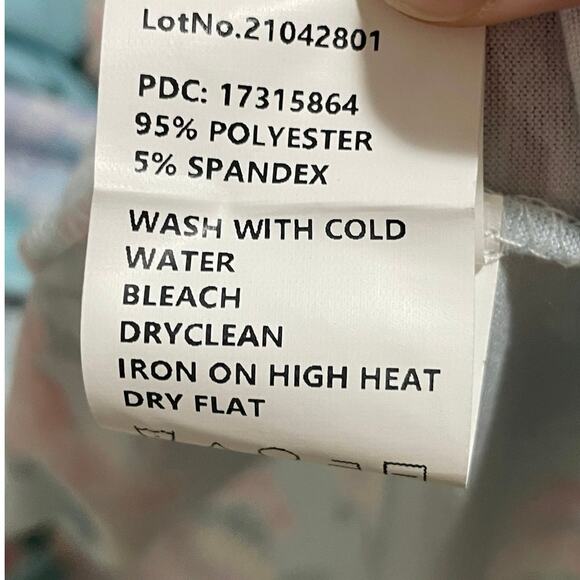 LotNo.21042801
PDC: 17315864
95% POLYESTER
5% SPANDEX
WASH WITH COLD
WATER
BLEACH
DRYCLEAN
IRON ON HIGH HEAT
DRY FLAT